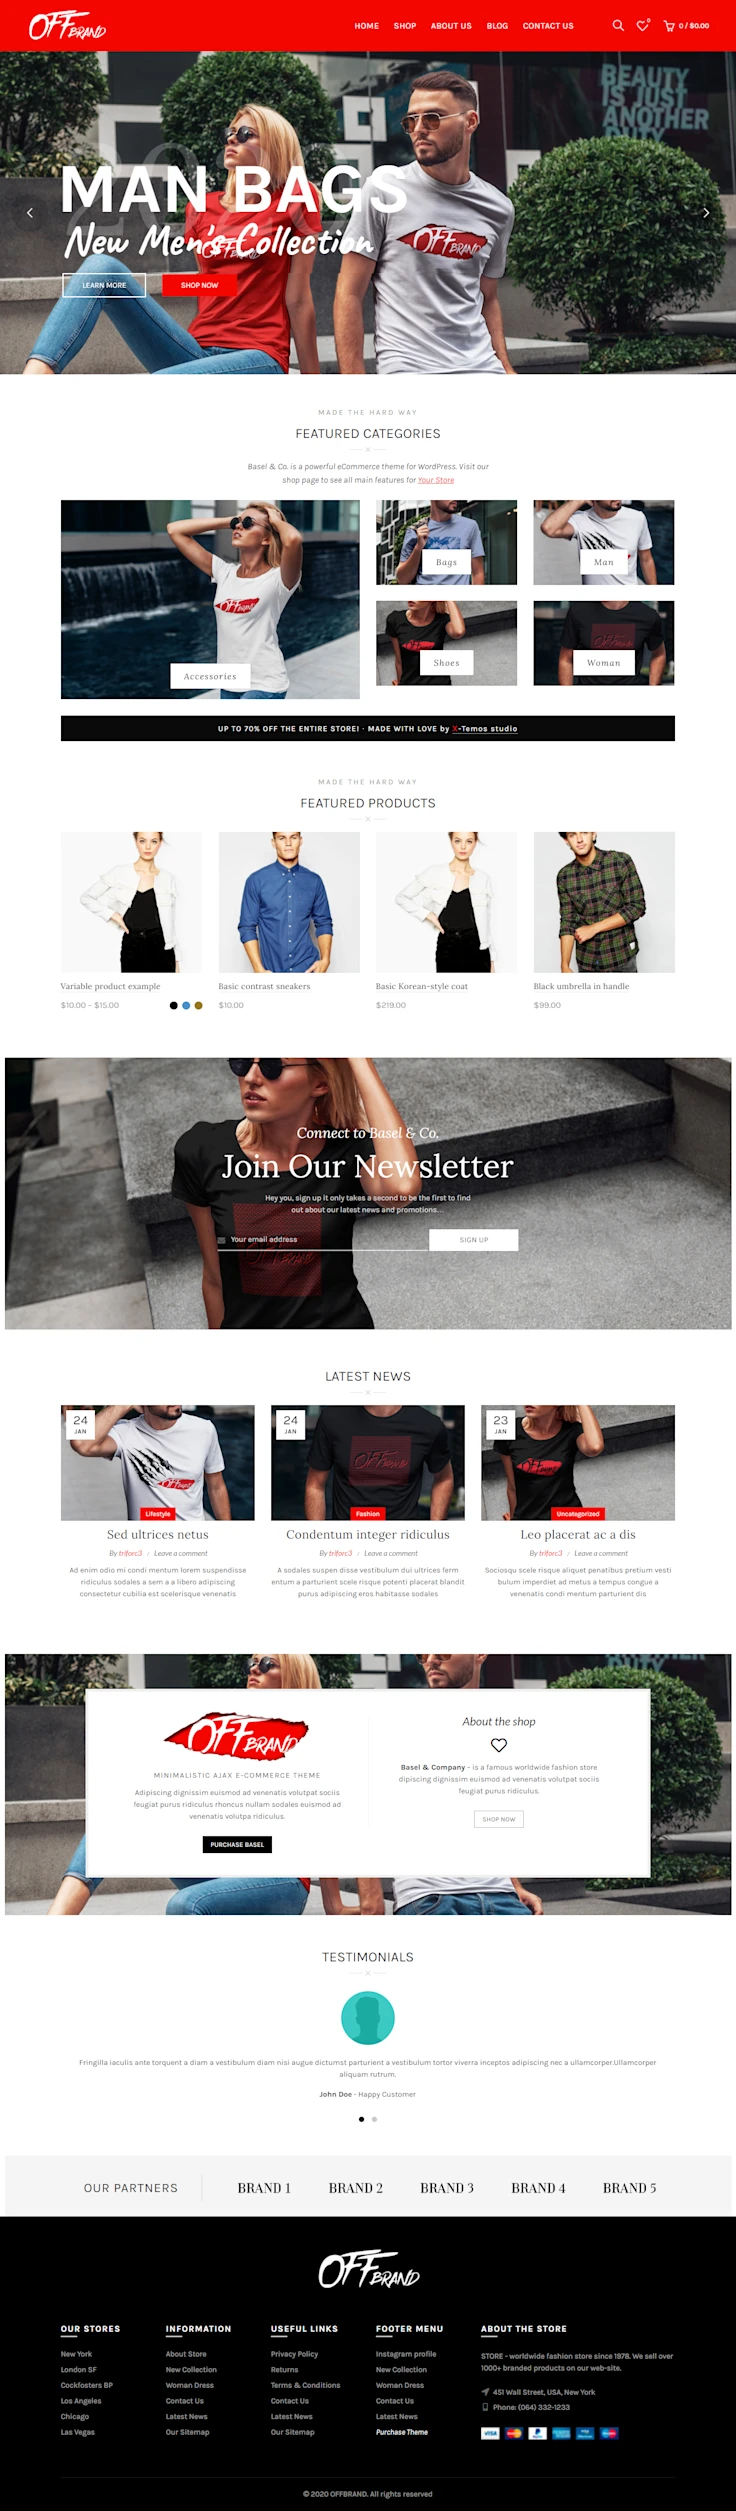 OFF BRAND
HOME SHOP ABOUT US BLOG CONTACT US 0 0 / $0.00
BEAUTY
IS JUST
ANOTHER
MAN BAGS
New Men's Collection
OFF BRAND
OFF BRAND
LEARN MORE SHOP NOW
MADE THE HARD WAY
FEATURED CATEGORIES
Basel & Co. is a powerful eCommerce theme for WordPress. Visit our
shop page to see all main features for Your Store
OFF BRAND
Bags
Man
Shoes
Woman
Accessories
UP TO 70% OFF THE ENTIRE STORE! · MADE WITH LOVE by X-Temos studio
MADE THE HARD WAY
FEATURED PRODUCTS
Variable product example
$10.00 – $15.00
Basic contrast sneakers
$10.00
Basic Korean-style coat
$219.00
Black umbrella in handle
$99.00
Connect to Basel & Co.
Join Our Newsletter
Hey you, sign up it only takes a second to be the first to find
out about our latest news and promotions...
Your email address SIGN UP
OFF BRAND
LATEST NEWS
24
JAN
Lifestyle
Sed ultrices netus
By triforc3 / Leave a comment
Ad enim odio mi condi mentum lorem suspendisse
ridiculus sodales a sem a a libero adipiscing
consectetur cubilia est scelerisque venenatis
24
JAN
OFF BRAND
Fashion
Condentum integer ridiculus
By triforc3 / Leave a comment
A sodales suspen disse vestibulum dui ultrices ferm
entum a parturient scele risque potenti placerat blandit
purus adipiscing eros habitasse sodales
23
JAN
Uncategorized
Leo placerat ac a dis
By triforc3 / Leave a comment
Sociosqu scele risque aliquet penatibus pretium vesti
bulum imperdiet ad metus a tempus congue a
venenatis condi mentum parturient dis
OFF BRAND
MINIMALISTIC AJAX E-COMMERCE THEME
Adipiscing dignissim euismod ad venenatis volutpat sociis
feugiat purus ridiculus rhoncus nullam sodales euismod ad
venenatis volutpa ridiculus.
PURCHASE BASEL
About the shop
Basel & Company - is a famous worldwide fashion store
dipiscing dignissim euismod ad venenatis volutpat sociis
feugiat purus ridiculus.
SHOP NOW
TESTIMONIALS
Fringilla iaculis ante torquent a diam a vestibulum diam nisi augue dictumst parturient a vestibulum tortor viverra inceptos adipiscing nec a ullamcorper.Ullamcorper
aliquam rutrum.
John Doe - Happy Customer
OUR PARTNERS BRAND 1 BRAND 2 BRAND 3 BRAND 4 BRAND 5
OFF BRAND
OUR STORES
New York
London SF
Cockfosters BP
Los Angeles
Chicago
Las Vegas
INFORMATION
About Store
New Collection
Woman Dress
Contact Us
Latest News
Our Sitemap
USEFUL LINKS
Privacy Policy
Returns
Terms & Conditions
Contact Us
Latest News
Our Sitemap
FOOTER MENU
Instagram profile
New Collection
Woman Dress
Contact Us
Latest News
Purchase Theme
ABOUT THE STORE
STORE - worldwide fashion store since 1978. We sell over
1000+ branded products on our web-site.
451 Wall Street, USA, New York
Phone: (064) 332-1233
VISA
© 2020 OFFBRAND. All rights reserved